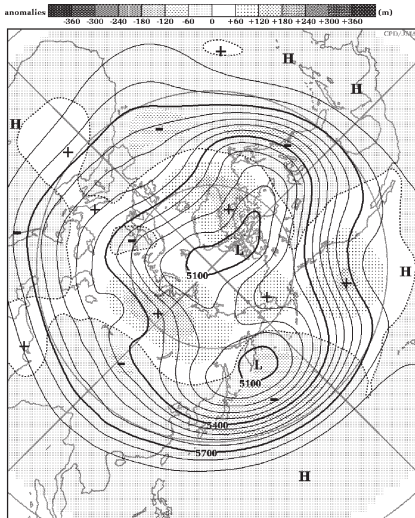 anomalies (m)
-360 -300 -240 -180 -120 -60 0 +60 +120 +180 +240 +300 +360
+ H
H
H
- -
+
+ +
- -
L
5100
H
+
+
+
+
- L
5100
-
5400
5700
H